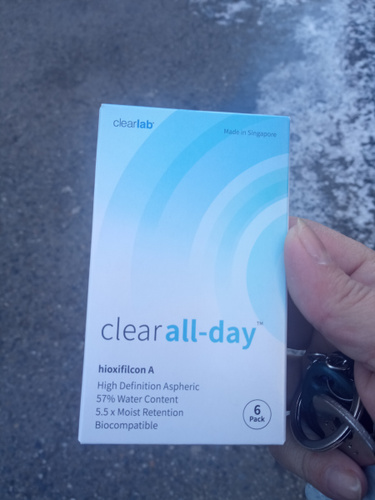 clearlab
Made in Singapore
clear all-day™
hioxifilcon A
High Definition Aspheric
57% Water Content
5.5 x Moist Retention
Biocompatible
6
Pack